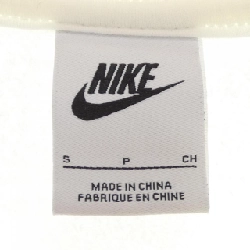 NIKE
S P CH
MADE IN CHINA
FABRIQUE EN CHINE